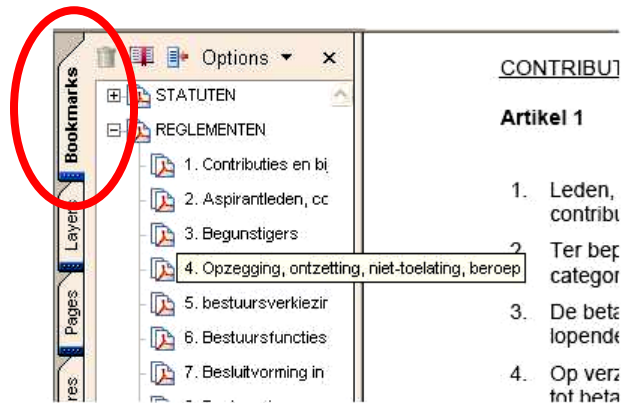 Options
Bookmarks
Layers
Pages
STATUTEN
REGLEMENTEN
1. Contributies en bij
2. Aspirantleden, cc
3. Begunstigers
4. Opzegging, ontzetting, niet-toelating, beroep
5. bestuursverkiezir
6. Bestuursfuncties
7. Besluitvorming in
CONTRIBUT
Artikel 1
1. Leden,
contribu
2. Ter bep
categor
3. De beta
lopende
4. Op verz
tot beta